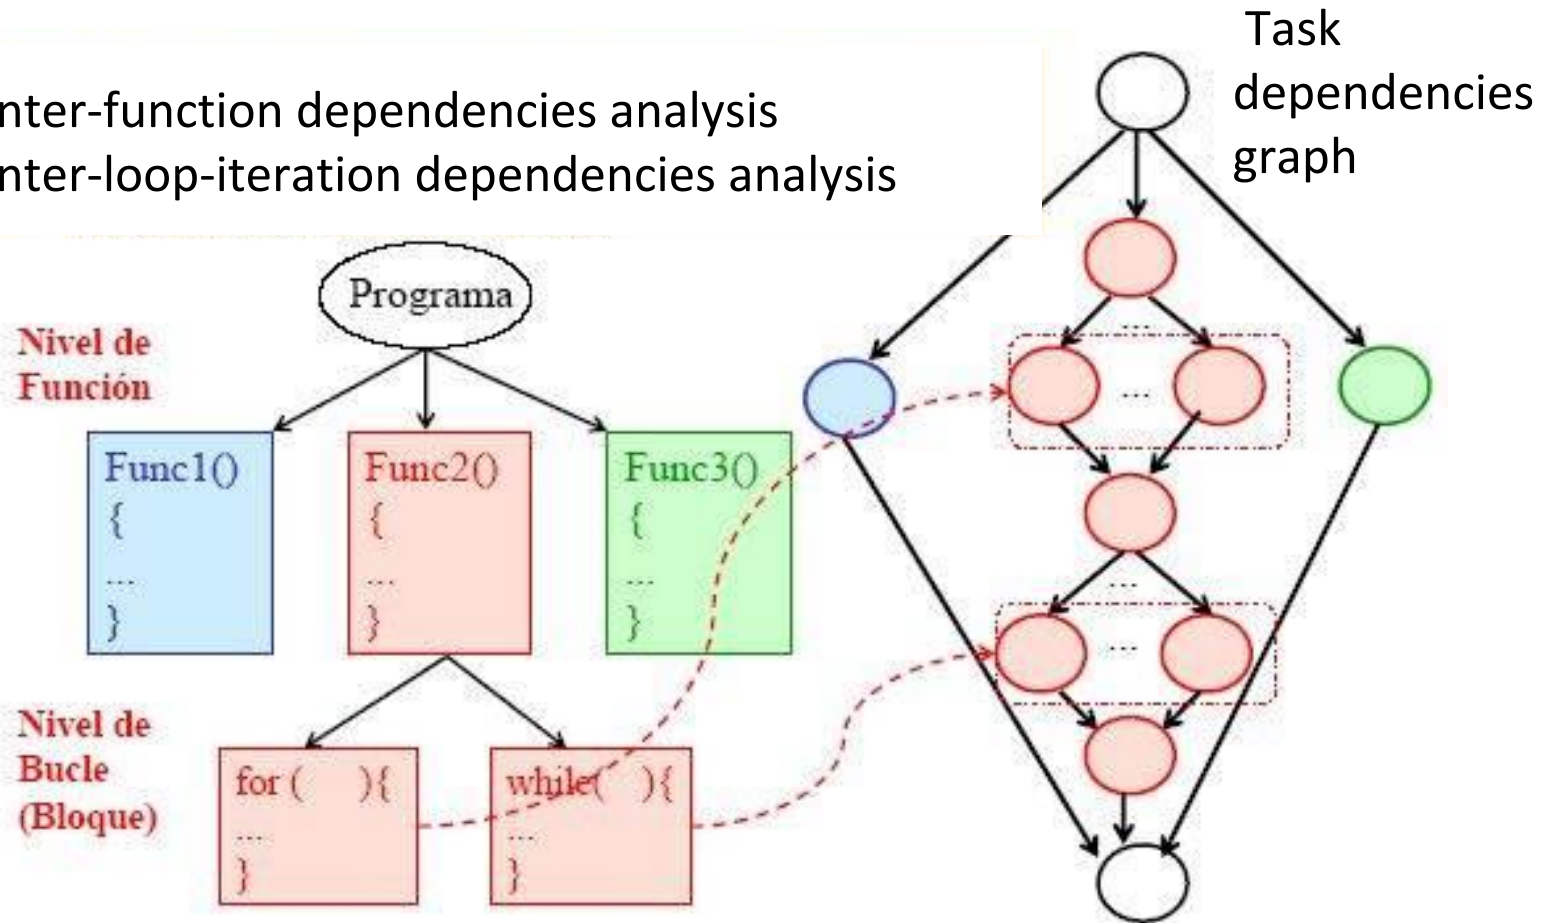 Task
dependencies
graph
nter-function dependencies analysis
nter-loop-iteration dependencies analysis
Programa
Nivel de
Función
Func1()
{
...
}
Func2()
{
...
}
Func3()
{
...
}
Nivel de
Bucle
(Bloque)
for (    ){
...
}
while(    ){
...
}
...
...
...
...